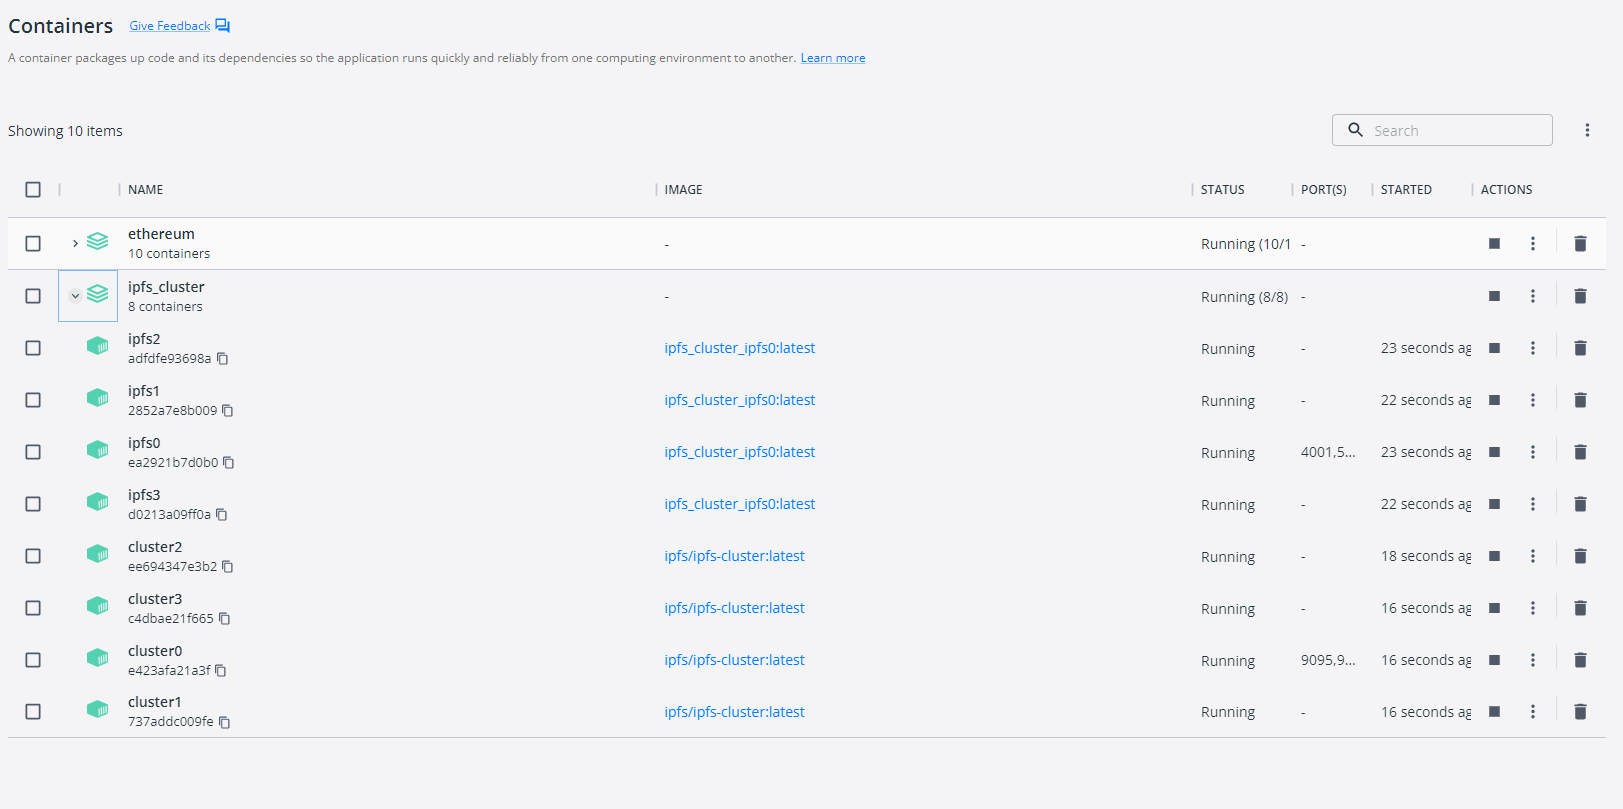 Containers Give Feedback
A container packages up code and its dependencies so the application runs quickly and reliably from one computing environment to another. Learn more
Showing 10 items
Search
NAME IMAGE STATUS PORT(S) STARTED ACTIONS
ethereum
10 containers
- Running (10/1 -
ipfs_cluster
8 containers
- Running (8/8) -
ipfs2
adfdfe93698a
ipfs_cluster_ipfs0:latest Running - 23 seconds ag
ipfs1
2852a7e8b009
ipfs_cluster_ipfs0:latest Running - 22 seconds ag
ipfs0
ea2921b7d0b0
ipfs_cluster_ipfs0:latest Running 4001,5... 23 seconds ag
ipfs3
d0213a09ff0a
ipfs_cluster_ipfs0:latest Running - 22 seconds ag
cluster2
ee694347e3b2
ipfs/ipfs-cluster:latest Running - 18 seconds ag
cluster3
c4dbae21f665
ipfs/ipfs-cluster:latest Running - 16 seconds ag
cluster0
e423afa21a3f
ipfs/ipfs-cluster:latest Running 9095,9... 16 seconds ag
cluster1
737addc009fe
ipfs/ipfs-cluster:latest Running - 16 seconds ag